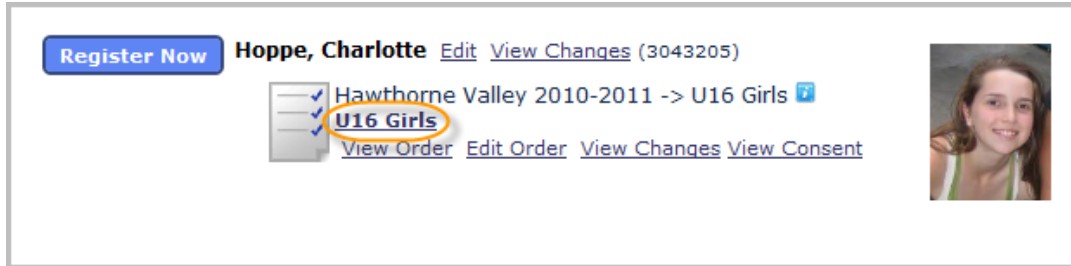 Register Now Hoppe, Charlotte Edit View Changes (3043205)
Hawthorne Valley 2010-2011 -> U16 Girls
U16 Girls
View Order Edit Order View Changes View Consent